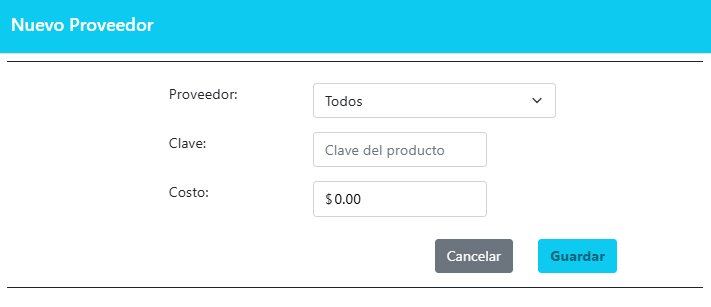 Nuevo Proveedor
Proveedor: Todos
Clave: Clave del producto
Costo: $0.00
Cancelar Guardar